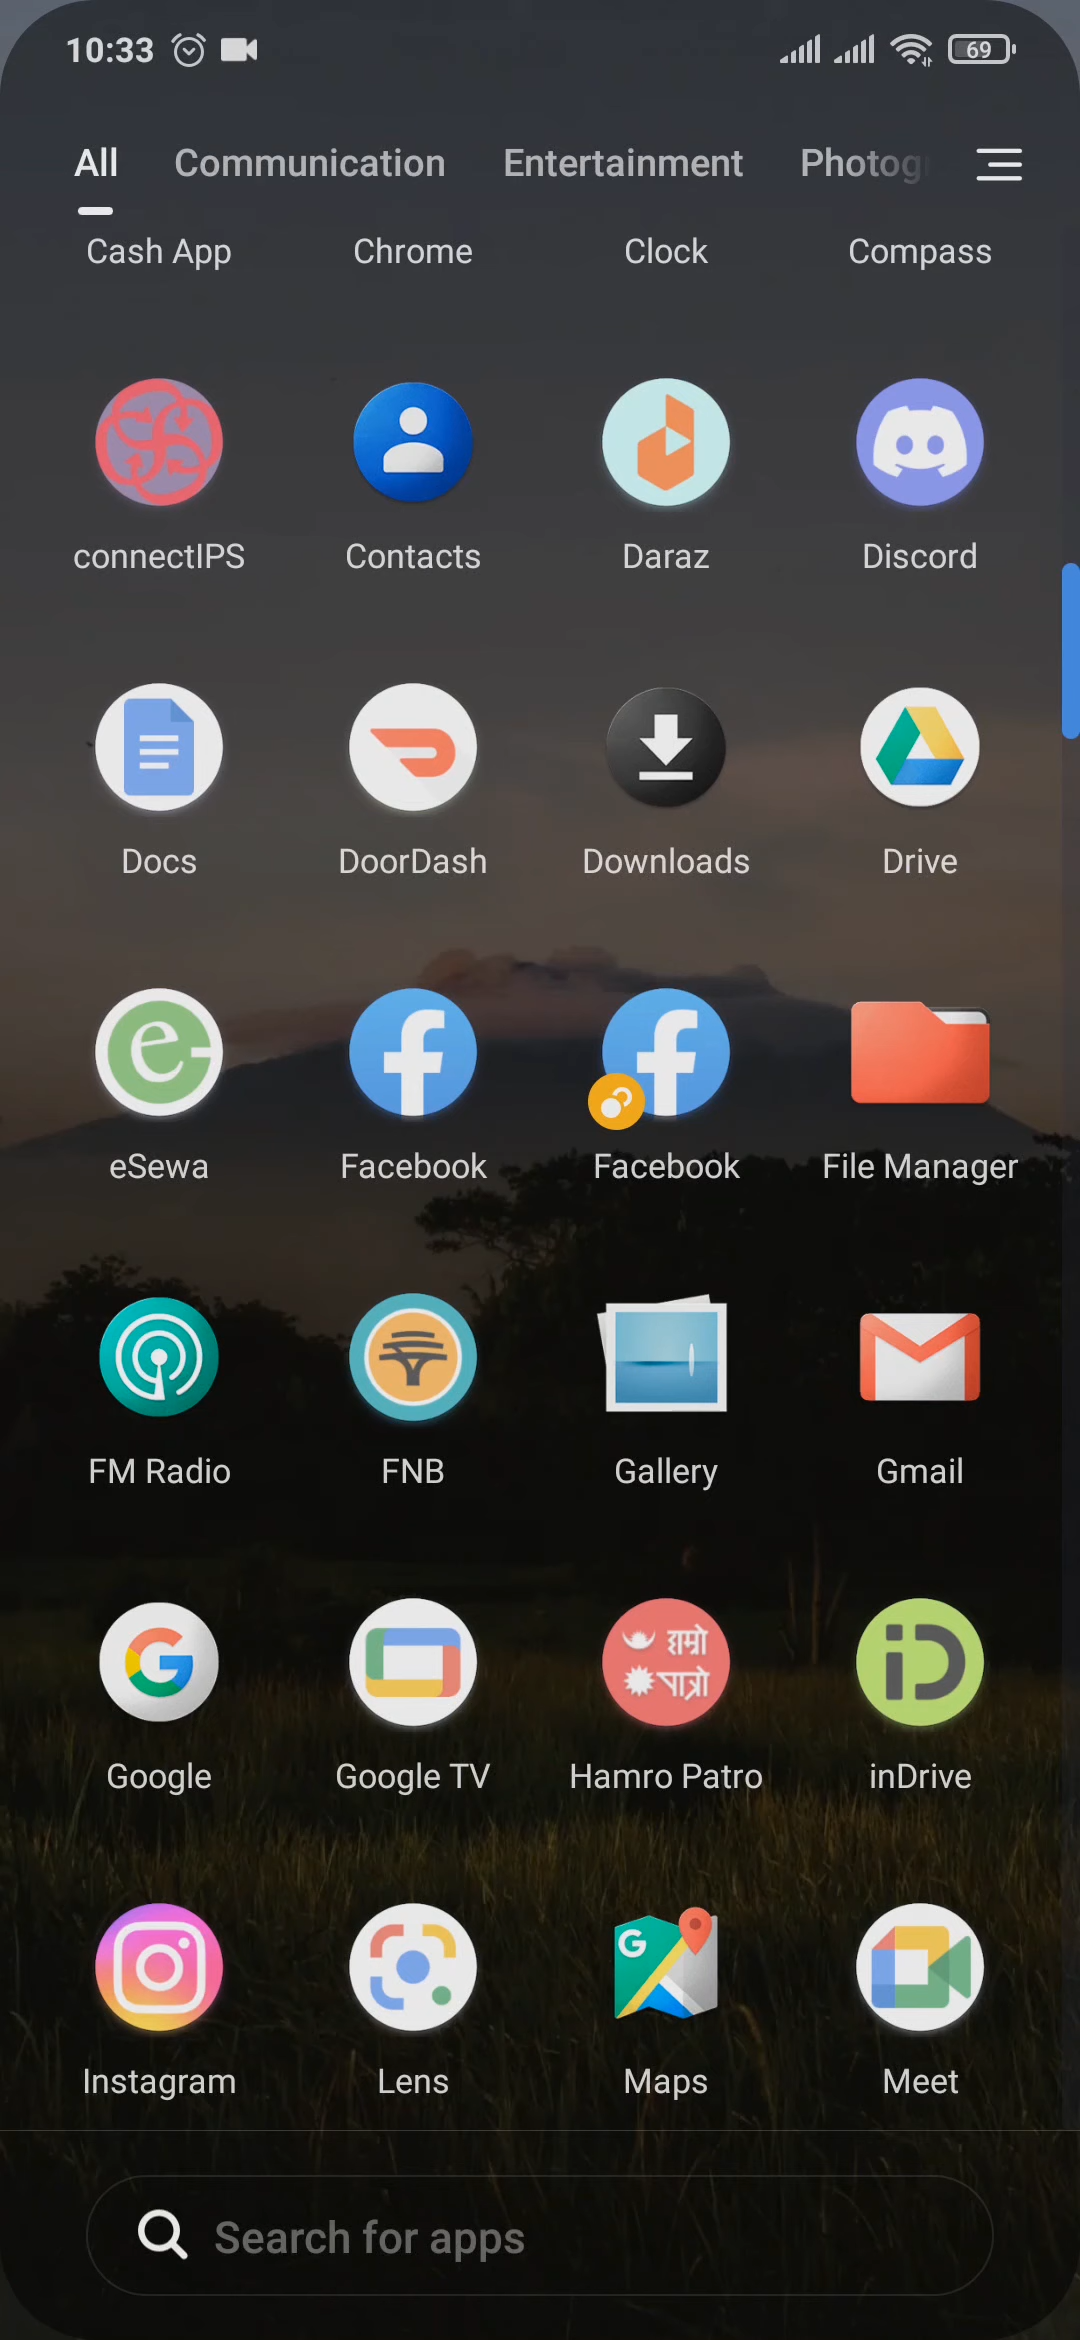 10:33
69
All Communication Entertainment Photog
Cash App Chrome Clock Compass
connectIPS Contacts Daraz Discord
Docs DoorDash Downloads Drive
e
eSewa Facebook Facebook File Manager
FM Radio FNB Gallery Gmail
हाम्रो
पात्रो
iD
Google Google TV Hamro Patro inDrive
G
Instagram Lens Maps Meet
Search for apps